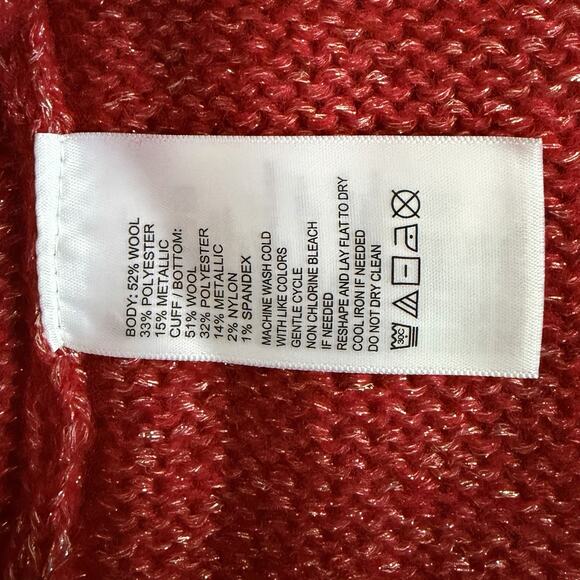 BODY: 52% WOOL
33% POLYESTER
15% METALLIC
CUFF / BOTTOM:
51% WOOL
32% POLYESTER
14% METALLIC
2% NYLON
1% SPANDEX
MACHINE WASH COLD
WITH LIKE COLORS
GENTLE CYCLE
NON CHLORINE BLEACH
IF NEEDED
RESHAPE AND LAY FLAT TO DRY
COOL IRON IF NEEDED
DO NOT DRY CLEAN
30C